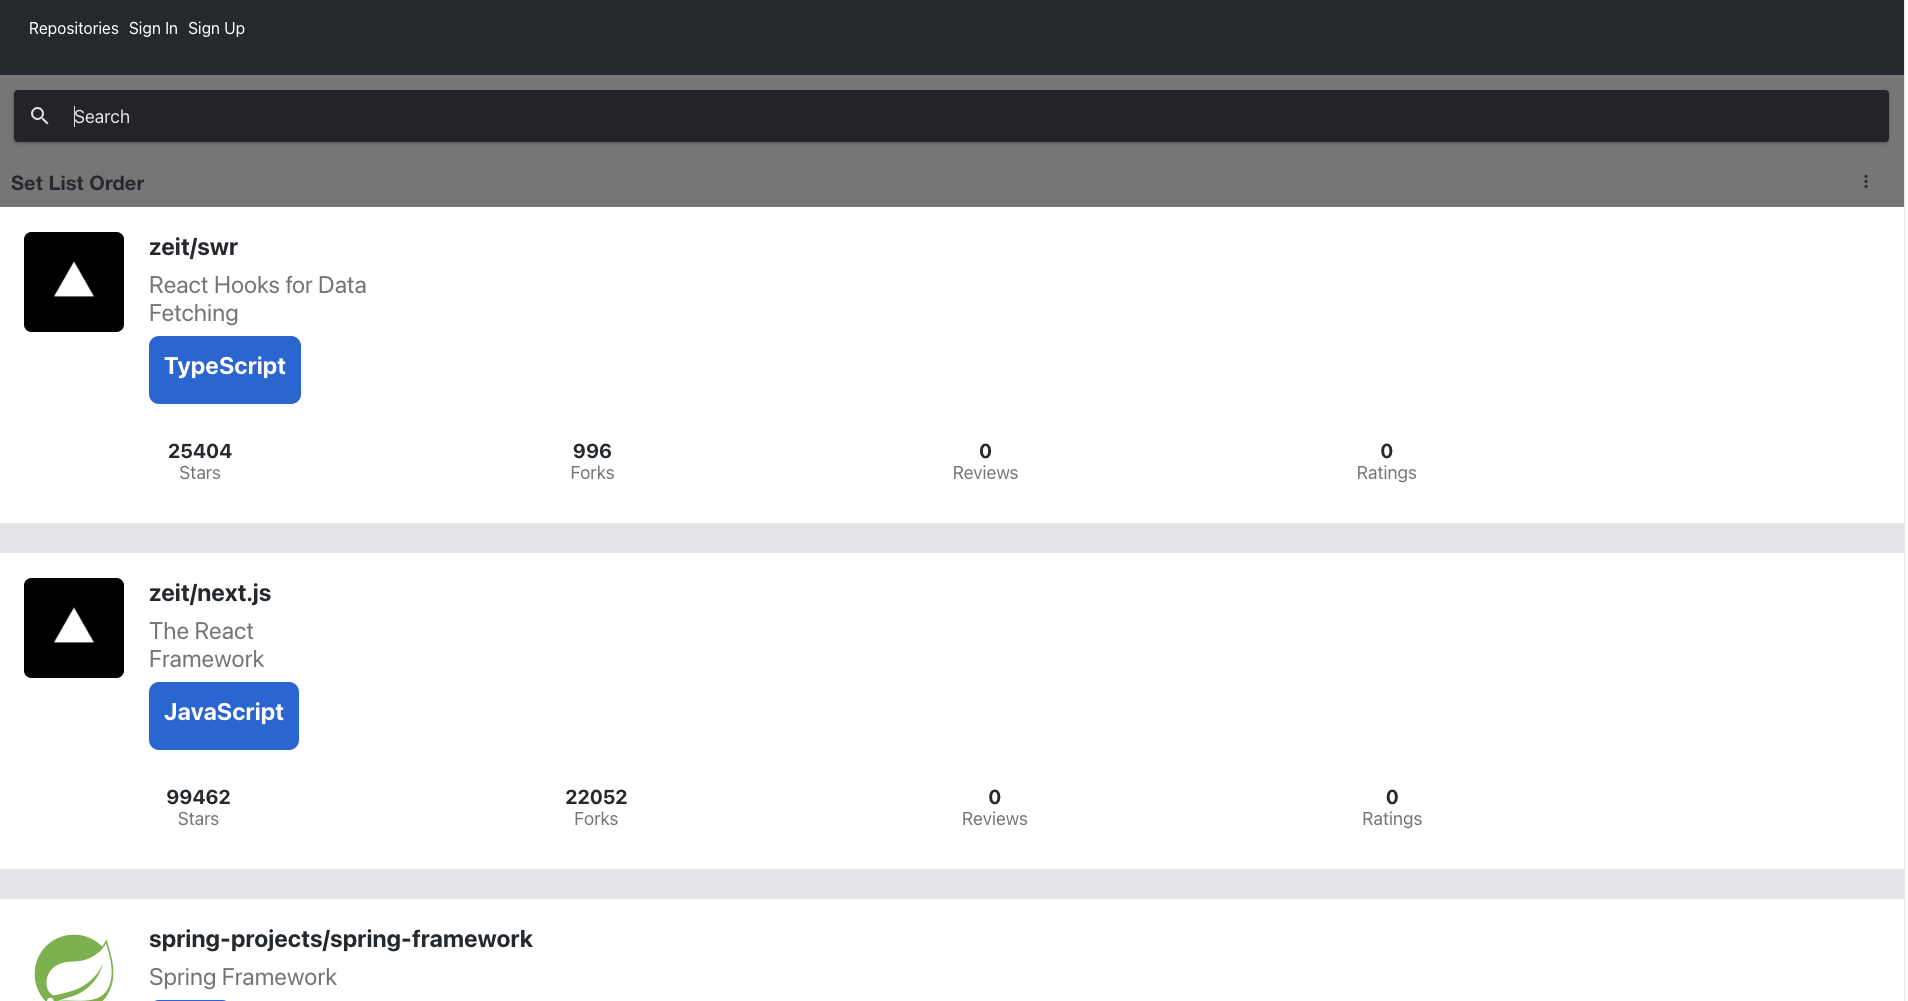 Repositories Sign In Sign Up
Search
Set List Order
zeit/swr
React Hooks for Data
Fetching
TypeScript
25404 996 0 0
Stars Forks Reviews Ratings
zeit/next.js
The React
Framework
JavaScript
99462 22052 0 0
Stars Forks Reviews Ratings
spring-projects/spring-framework
Spring Framework